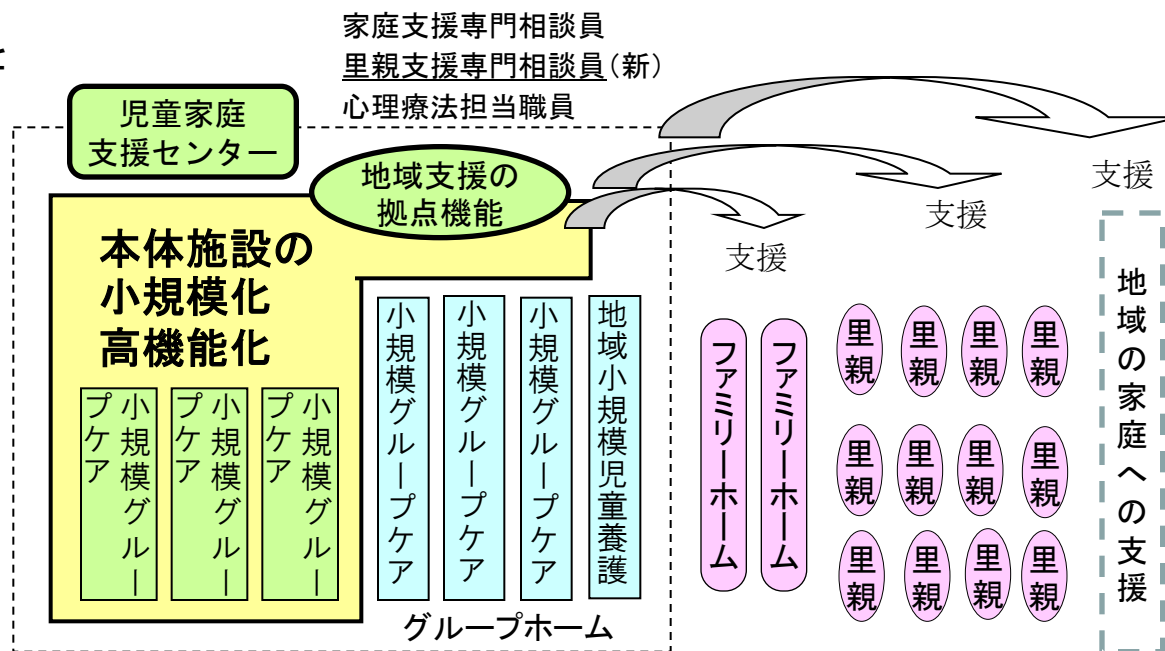 家庭支援専門相談員
里親支援専門相談員(新)
心理療法担当職員
児童家庭
支援センター
地域支援の
拠点機能
本体施設の
小規模化
高機能化
支援
支援
支援
小規模グルー
プケア
小規模グルー
プケア
小規模グルー
プケア
小規模グループケア
小規模グループケア
小規模グループケア
地域小規模児童養護
グループホーム
ファミリーホーム
ファミリーホーム
里親
里親
里親
里親
里親
里親
里親
里親
里親
里親
里親
里親
地域の家庭への支援